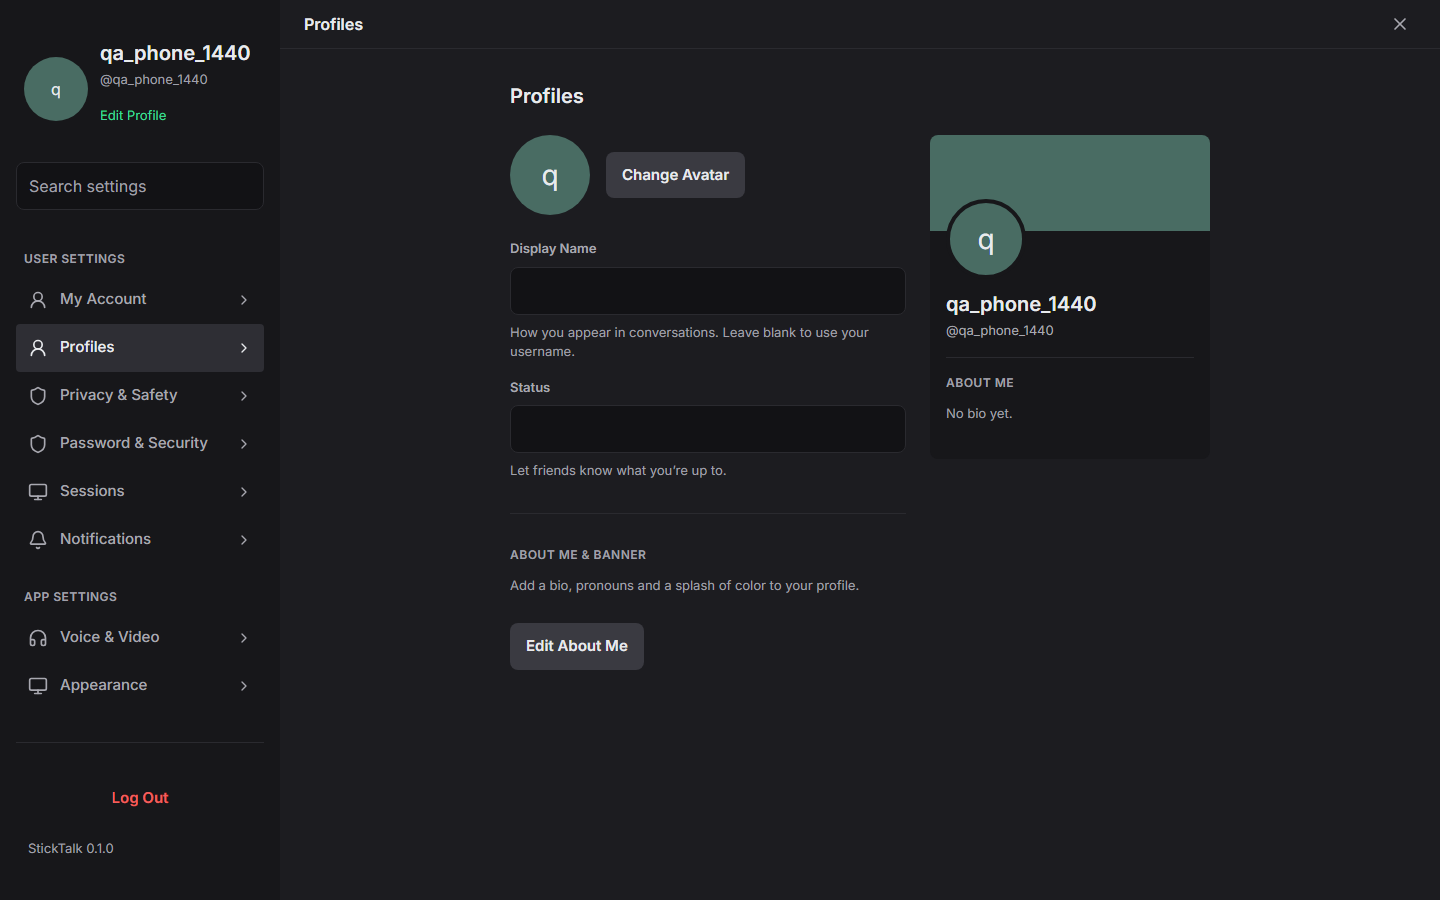 qa_phone_1440
@qa_phone_1440
q
Edit Profile
Search settings
USER SETTINGS
My Account
Profiles
Privacy & Safety
Password & Security
Sessions
Notifications
APP SETTINGS
Voice & Video
Appearance
Log Out
StickTalk 0.1.0
Profiles
Profiles
q
Change Avatar
Display Name
How you appear in conversations. Leave blank to use your
username.
Status
Let friends know what you’re up to.
ABOUT ME & BANNER
Add a bio, pronouns and a splash of color to your profile.
Edit About Me
q
qa_phone_1440
@qa_phone_1440
ABOUT ME
No bio yet.